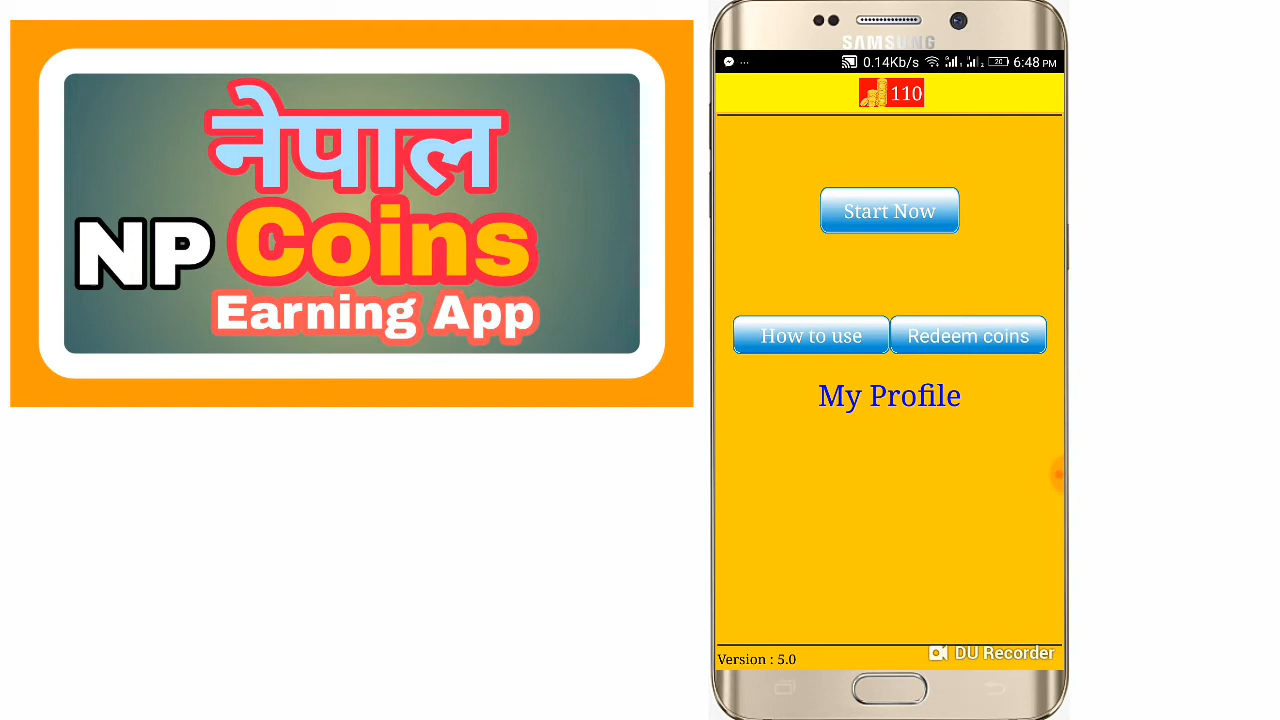 नेपाल
NP Coins
Earning App
SAMSUNG
... 0.14Kb/s 20 6:48 PM
110
Start Now
How to use Redeem coins
My Profile
Version : 5.0
DU Recorder